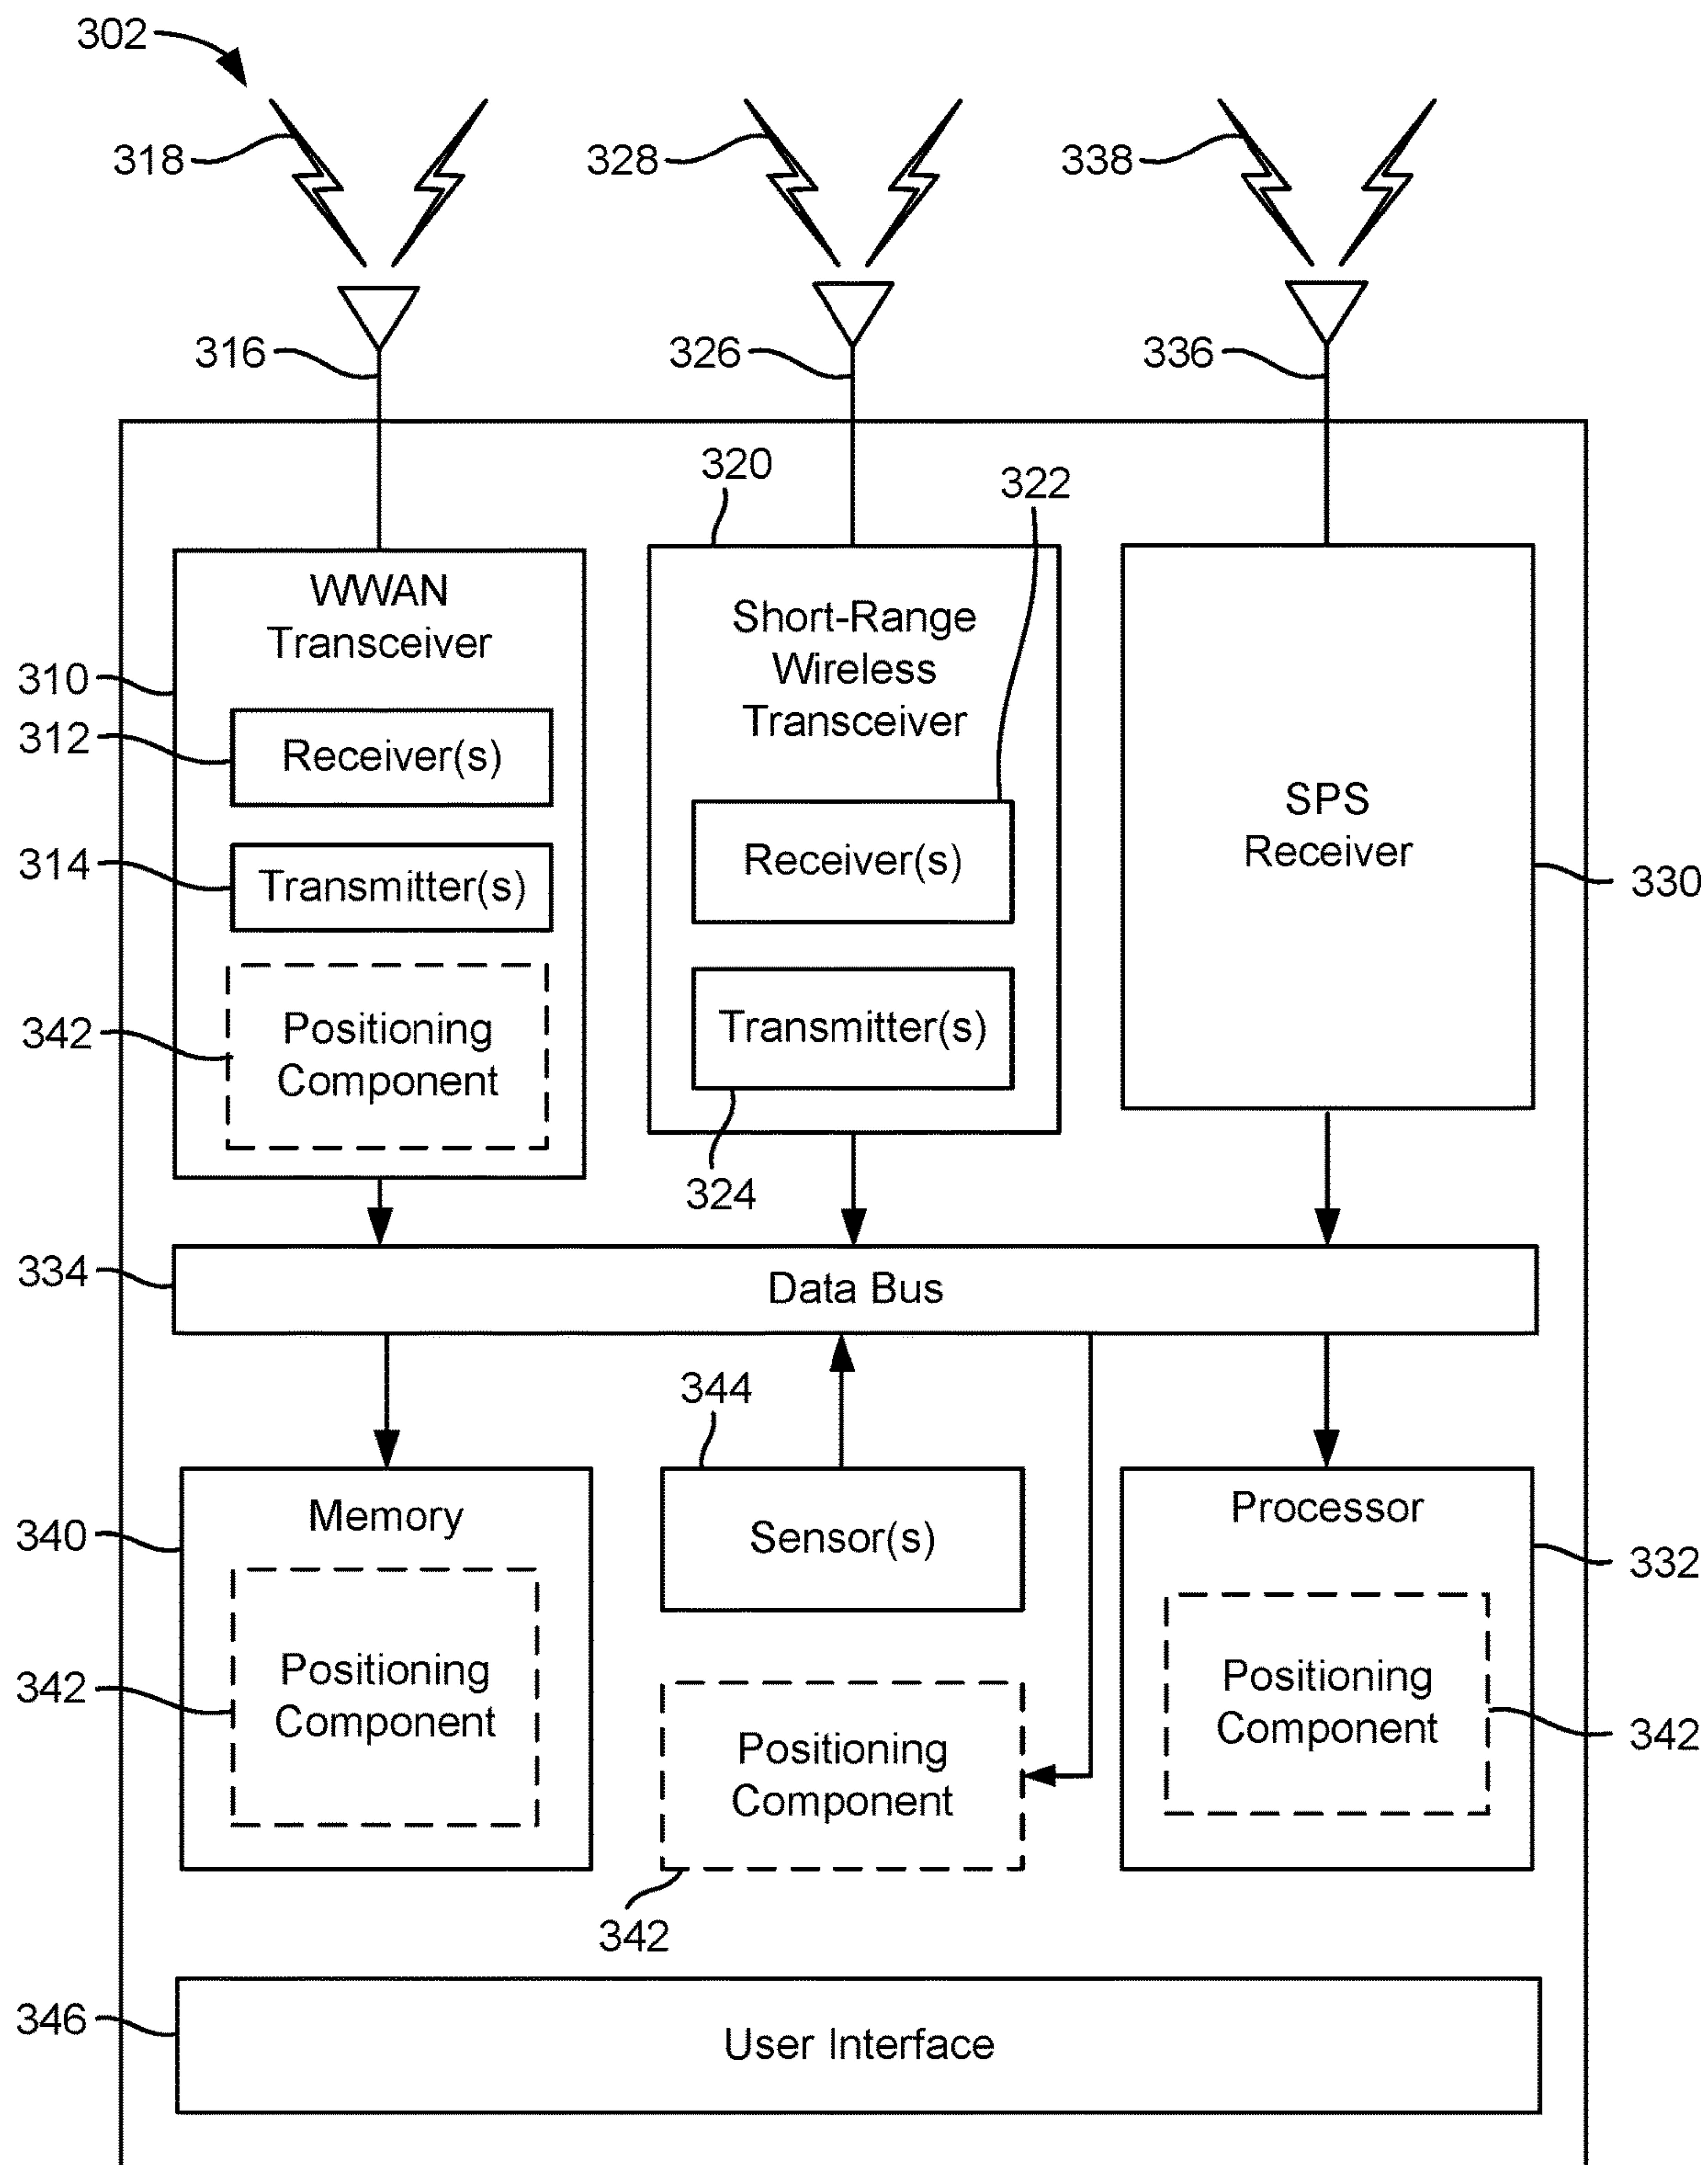 302
318
328
338
316
326
336
320
322
WWAN
Transceiver
Short-Range
Wireless
Transceiver
310
312
Receiver(s)
SPS
Receiver
314
Transmitter(s)
Receiver(s)
330
342
Positioning
Component
Transmitter(s)
324
334
Data Bus
344
340
Memory
Sensor(s)
Processor
332
342
Positioning
Component
Positioning
Component
Positioning
Component
342
342
346
User Interface